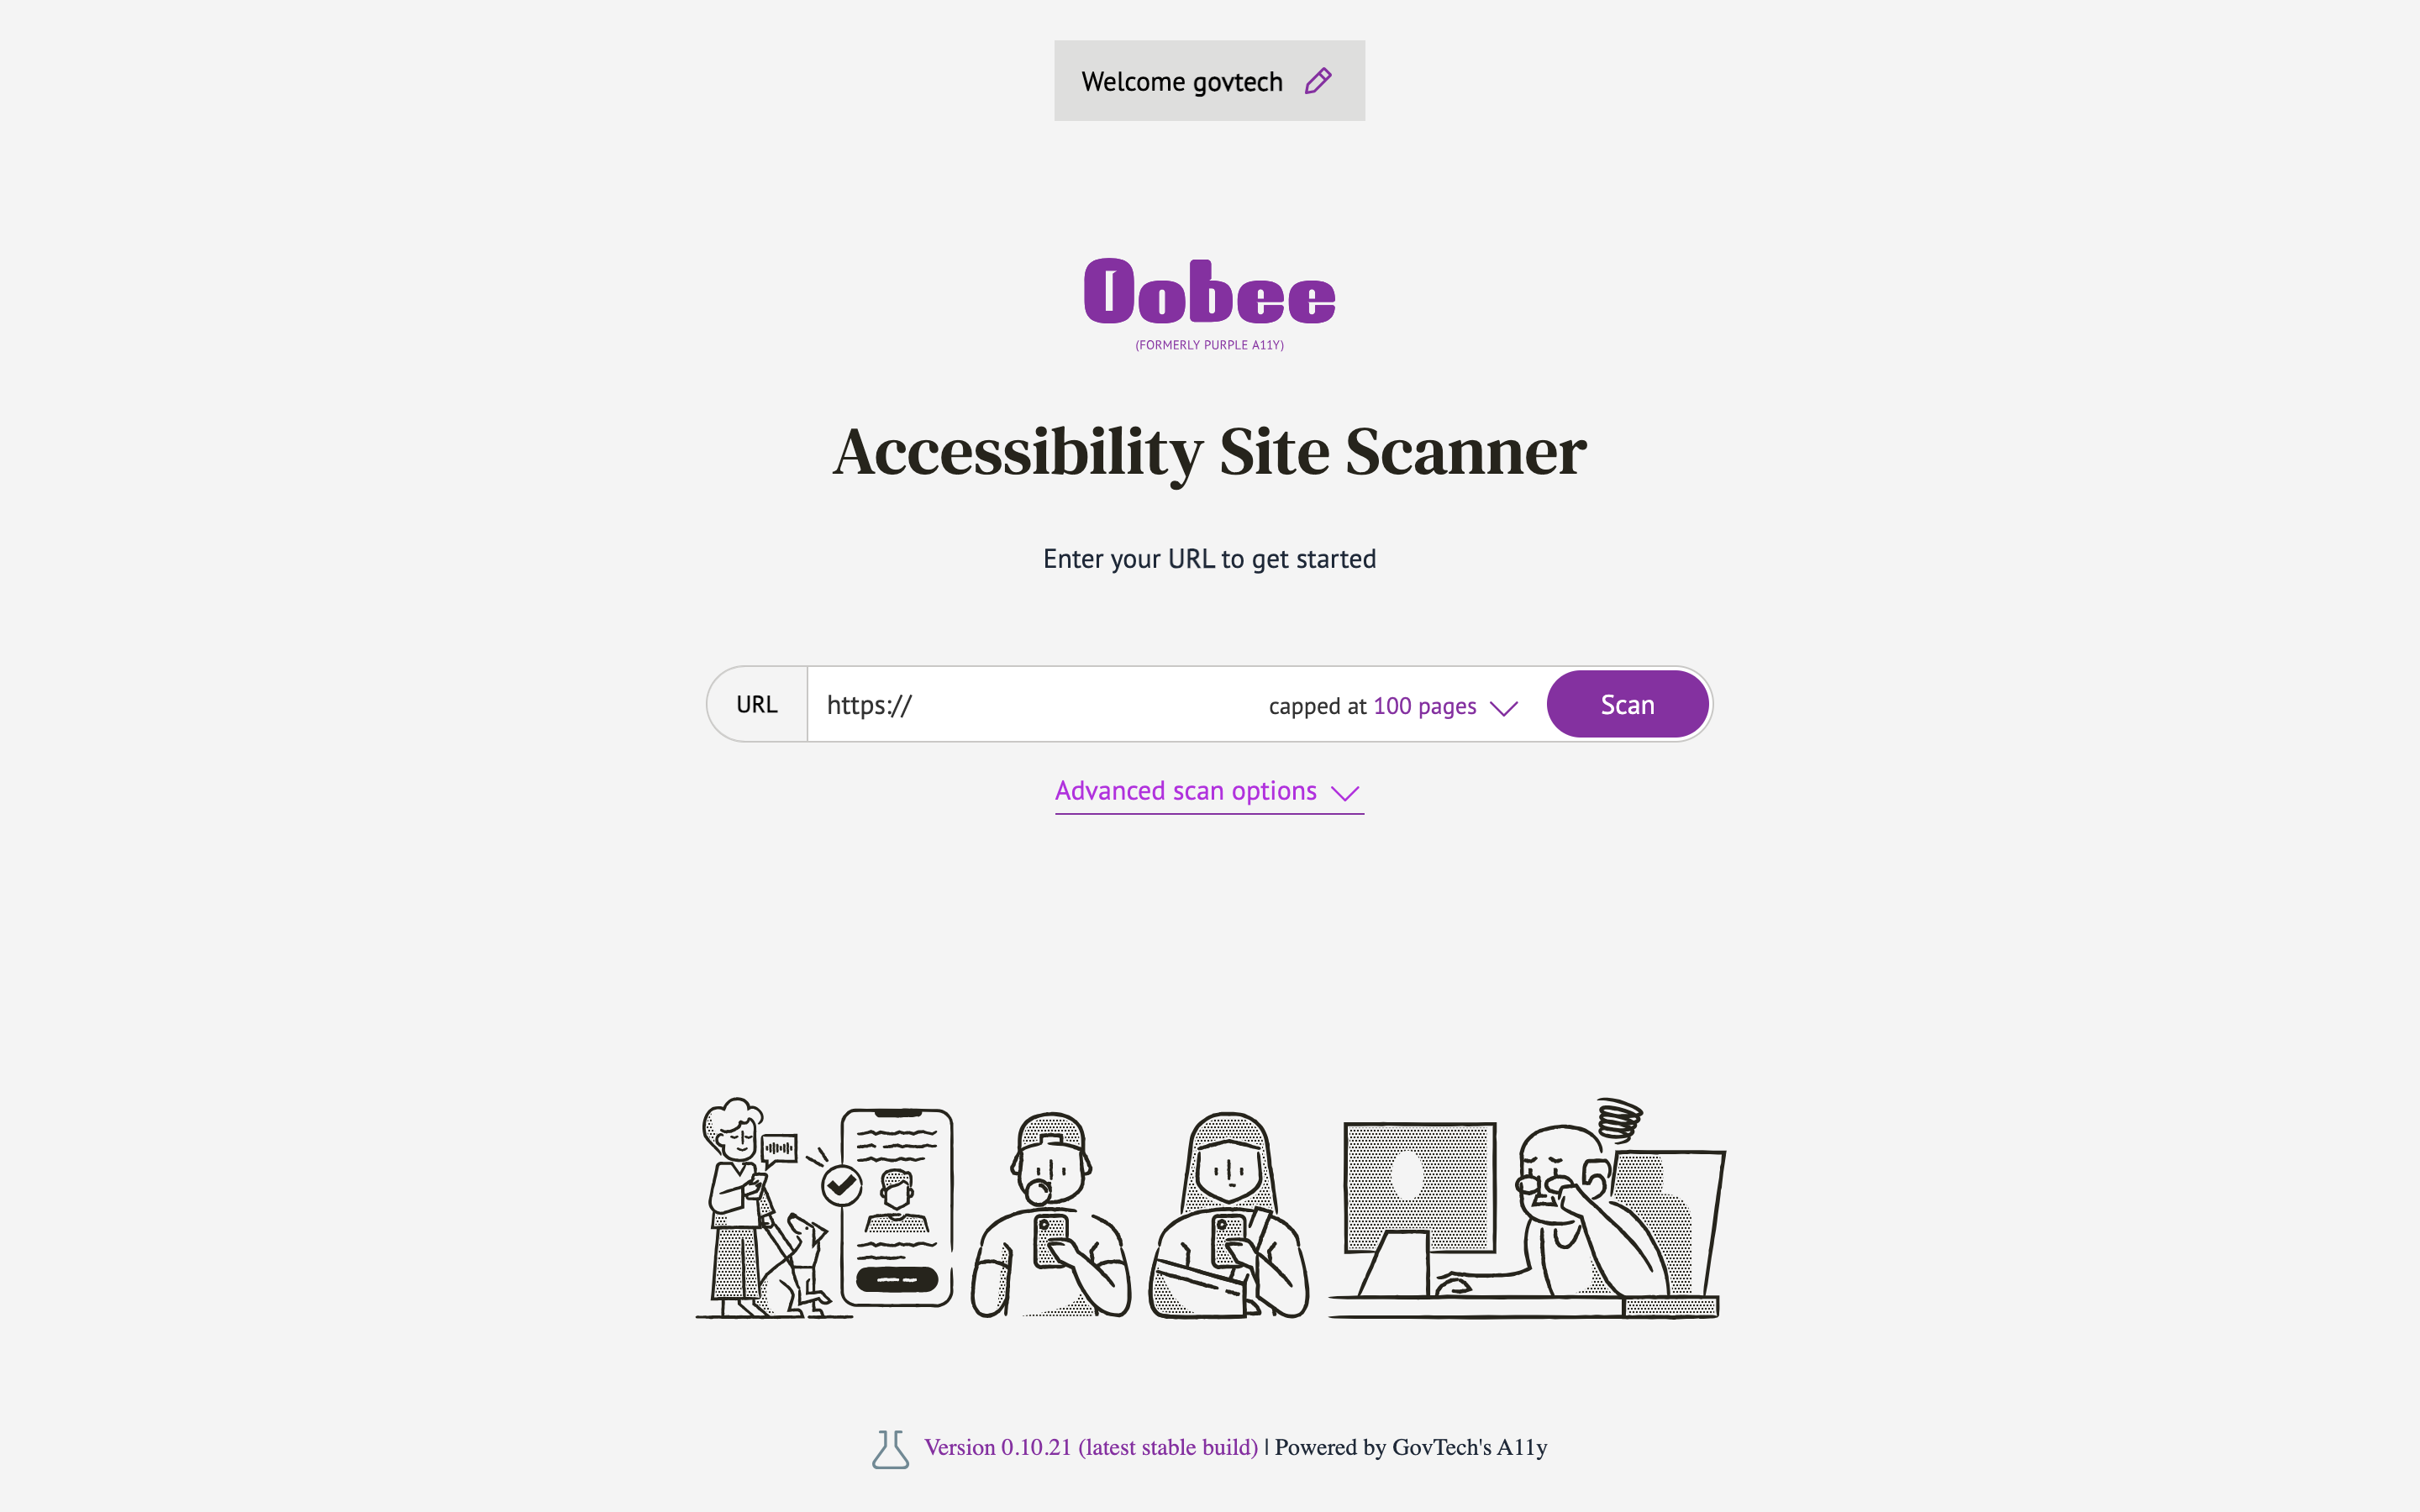 Welcome govtech
Oobee
(FORMERLY PURPLE A11Y)
Accessibility Site Scanner
Enter your URL to get started
URL https:// capped at 100 pages Scan
Advanced scan options
Version 0.10.21 (latest stable build) | Powered by GovTech's A11y